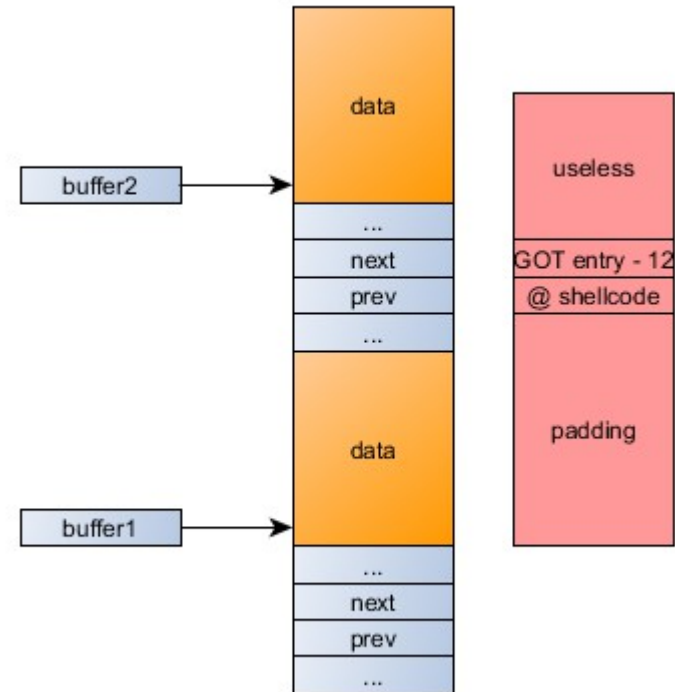 data
useless
buffer2
...
next
GOT entry - 12
prev
@ shellcode
...
data
padding
buffer1
...
next
prev
...